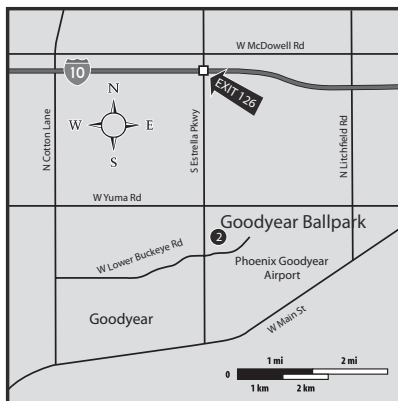 W McDowell Rd
10
EXIT 126
N
W E
S
N Cotton Lane
S Estrella Pkwy
N Litchfield Rd
W Yuma Rd
Goodyear Ballpark
2
W Lower Buckeye Rd
Phoenix Goodyear
Airport
Goodyear
W Main St
1 mi 2 mi
0
1 km 2 km